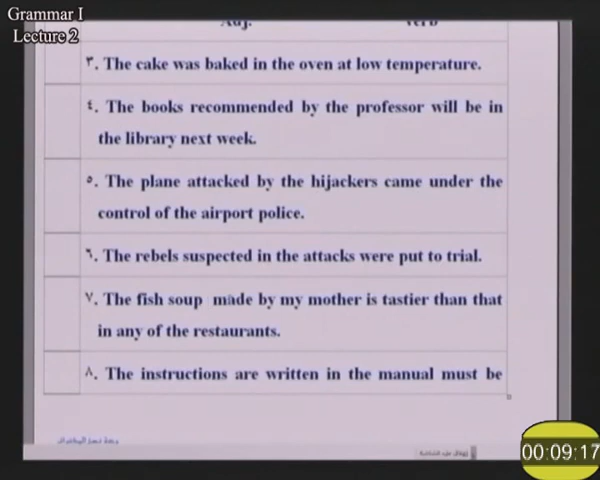 Grammar I
Lecture 2
Adj. Verb
٣. The cake was baked in the oven at low temperature.
٤. The books recommended by the professor will be in
the library next week.
٥. The plane attacked by the hijackers came under the
control of the airport police.
٦. The rebels suspected in the attacks were put to trial.
٧. The fish soup made by my mother is tastier than that
in any of the restaurants.
٨. The instructions are written in the manual must be
00:09:17